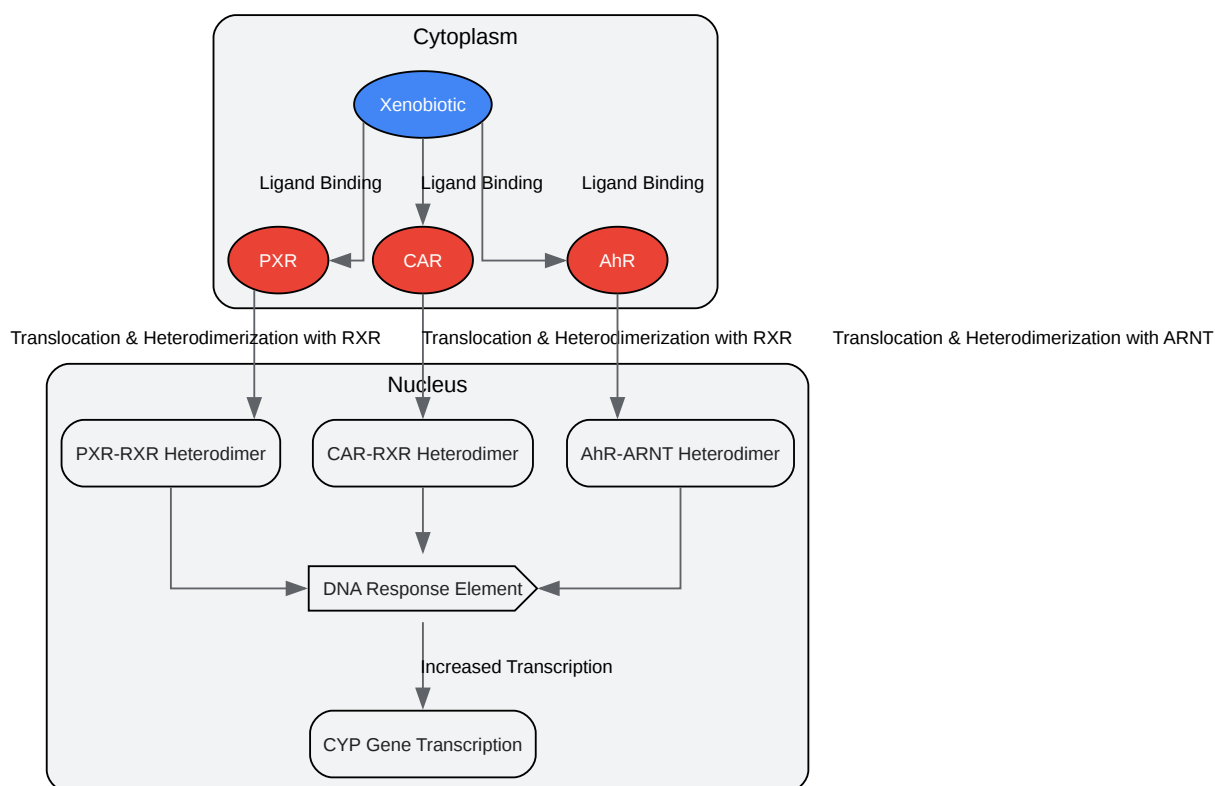 Cytoplasm
Xenobiotic
Ligand Binding
Ligand Binding
Ligand Binding
PXR
CAR
AhR
Translocation & Heterodimerization with RXR
Translocation & Heterodimerization with RXR
Translocation & Heterodimerization with ARNT
Nucleus
PXR-RXR Heterodimer
CAR-RXR Heterodimer
AhR-ARNT Heterodimer
DNA Response Element
Increased Transcription
CYP Gene Transcription